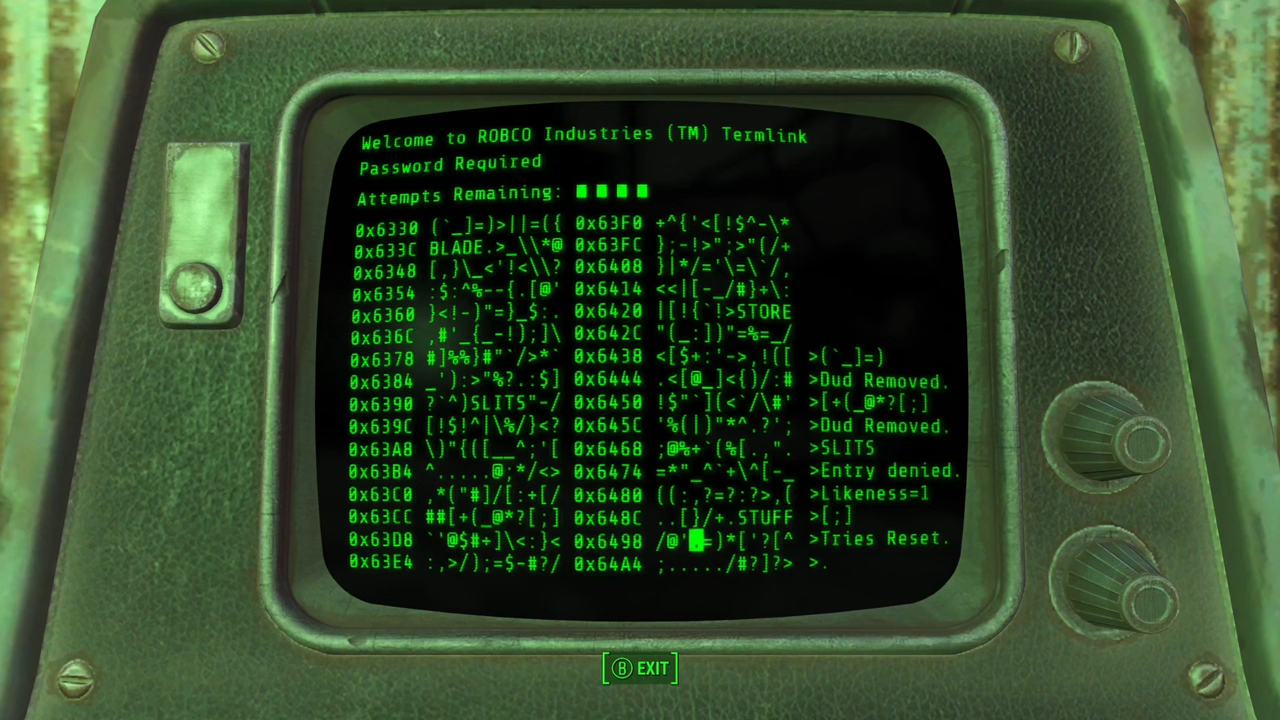 Welcome to ROBCO Industries (TM) Termlink
Password Required
Attempts Remaining: ■ ■ ■ ■
0x6330 (`_]=)>||=({ 0x63F0 +^{'<[!$^-\*
0x633C BLADE.>_\\*@ 0x63FC };-!>";>"(/+
0x6348 [,}\_<'!<\\? 0x6408 }|*/='\=\`/,
0x6354 :$:^%--{.[@' 0x6414 <<|[-_/#}+\:
0x6360 }<!-)"=}_$:. 0x6420 |[!{`!>STORE
0x636C ,#'_{_-!);]\ 0x642C "(_:])"=%=_/
0x6378 #]%%}#"`/>*` 0x6438 <[$+:'->,!([ >(`_]=)
0x6384 _'):>"%?.:$] 0x6444 .<[@_]<{)/:# >Dud Removed.
0x6390 ?`^)SLITS"-/ 0x6450 !$"`](<`/\#' >[+(_@*?[;]
0x639C [!$!^|\%/}<? 0x645C '%(|)"*^.?'; >Dud Removed.
0x63A8 \)"{([__^;'[ 0x6468 ;@%+`(%[.,". >SLITS
0x63B4 ^.....@;*/<> 0x6474 =*"_^`+\^[-_ >Entry denied.
0x63C0 ,*("#]/[:+[/ 0x6480 ((:,?=?:?>,[ >Likeness=1
0x63CC ##[+(_@*?[;] 0x648C ..[}/+.STUFF >[;]
0x63D8 `'@$#+]\<:}< 0x6498 /@'.=)*['?[^ >Tries Reset.
0x63E4 :,>/);=$-#?/ 0x64A4 ;...../#?]?> >.
[Ⓑ EXIT]